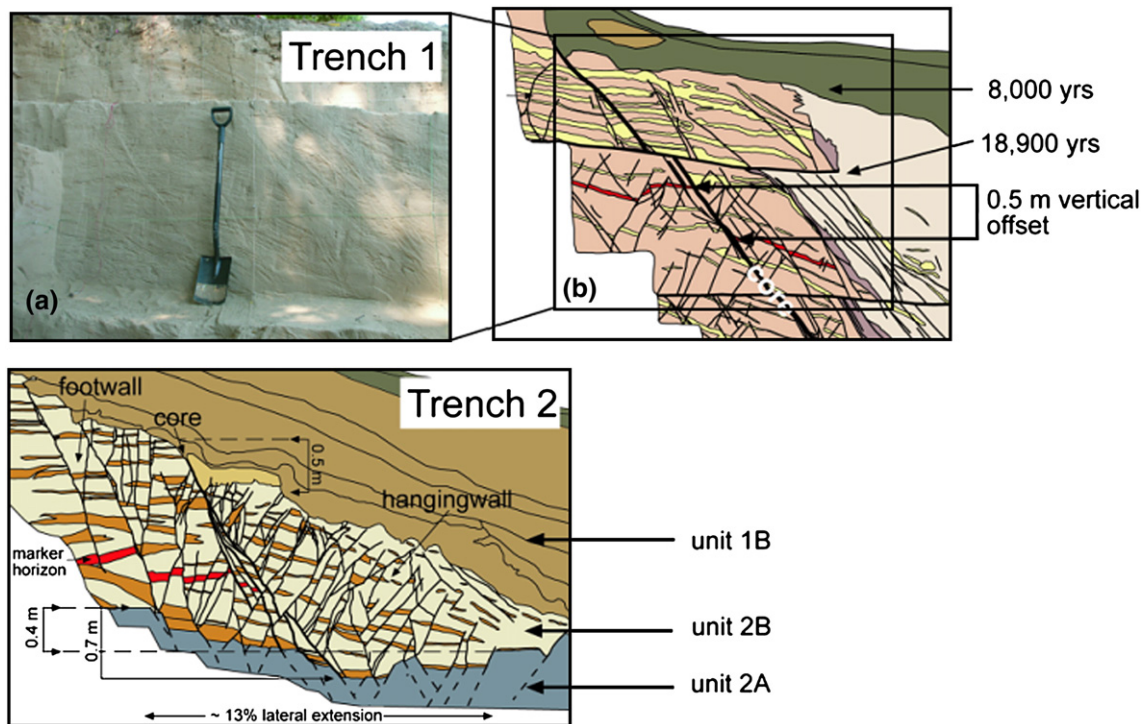 Trench 1
(a)
(b)
core
8,000 yrs
18,900 yrs
0.5 m vertical
offset
Trench 2
footwall
core
0.5 m
hangingwall
marker
horizon
0.4 m
0.7 m
~ 13% lateral extension
unit 1B
unit 2B
unit 2A